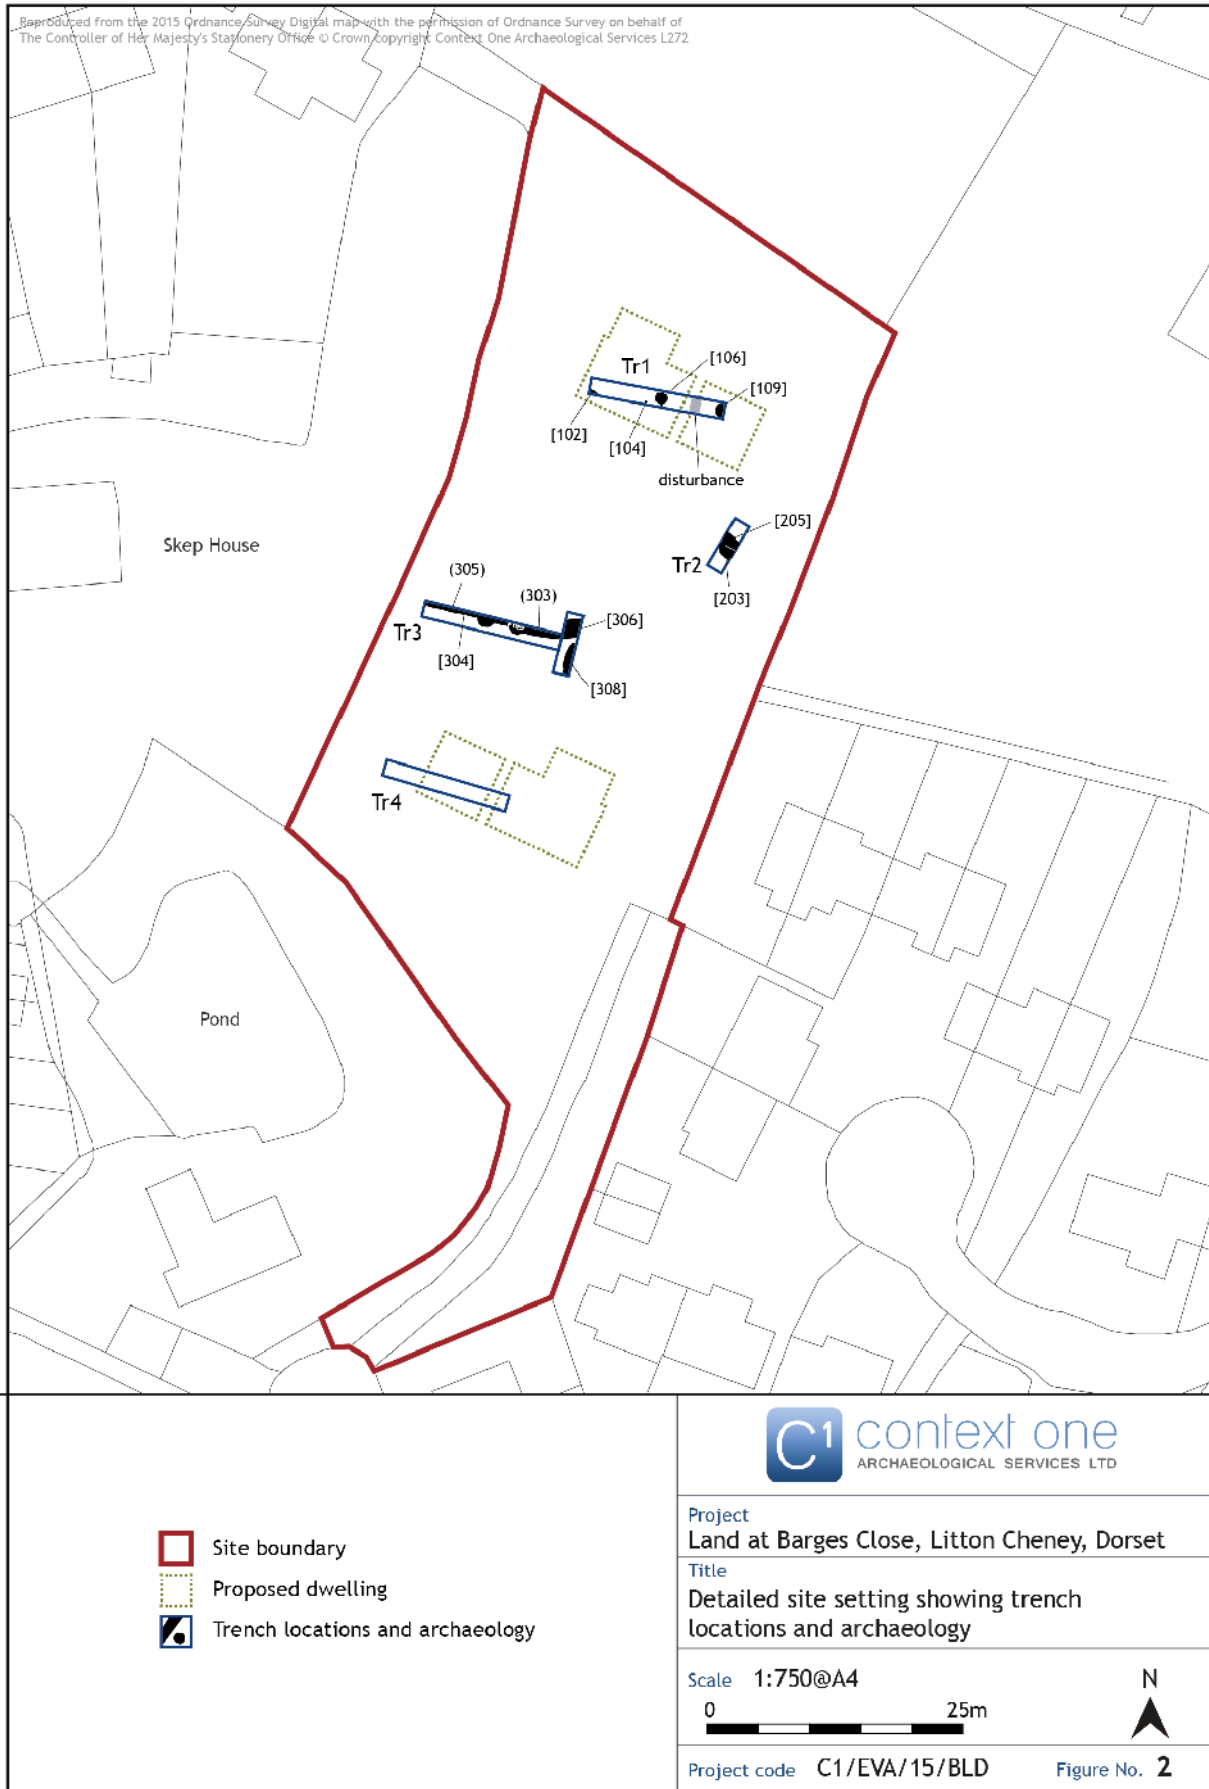 Reproduced from the 2015 Ordnance Survey Digital map with the permission of Ordnance Survey on behalf of
The Controller of Her Majesty's Stationery Office © Crown copyright Context One Archaeological Services L272
Tr1
[106]
[109]
[102]
[104]
disturbance
Skep House
[205]
Tr2
[203]
(305)
(303)
[306]
Tr3
[304]
[308]
Tr4
Pond
Site boundary
Proposed dwelling
Trench locations and archaeology
C1 context one
ARCHAEOLOGICAL SERVICES LTD
Project
Land at Barges Close, Litton Cheney, Dorset
Title
Detailed site setting showing trench
locations and archaeology
Scale 1:750@A4
N
0 25m
Project code C1/EVA/15/BLD Figure No. 2